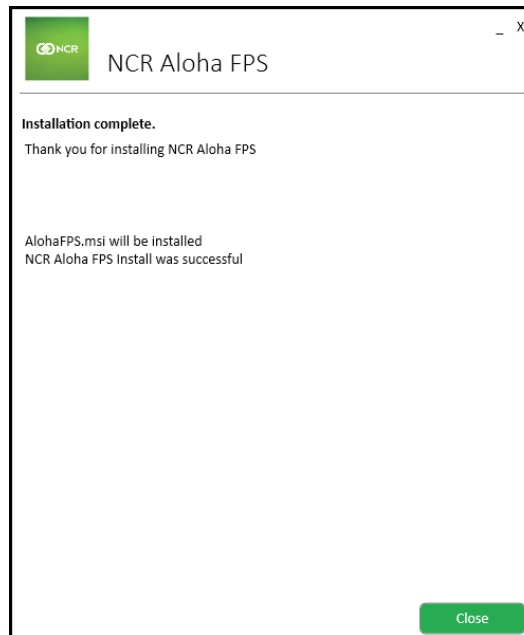 NCR
NCR Aloha FPS
_ X
Installation complete.
Thank you for installing NCR Aloha FPS
AlohaFPS.msi will be installed
NCR Aloha FPS Install was successful
Close